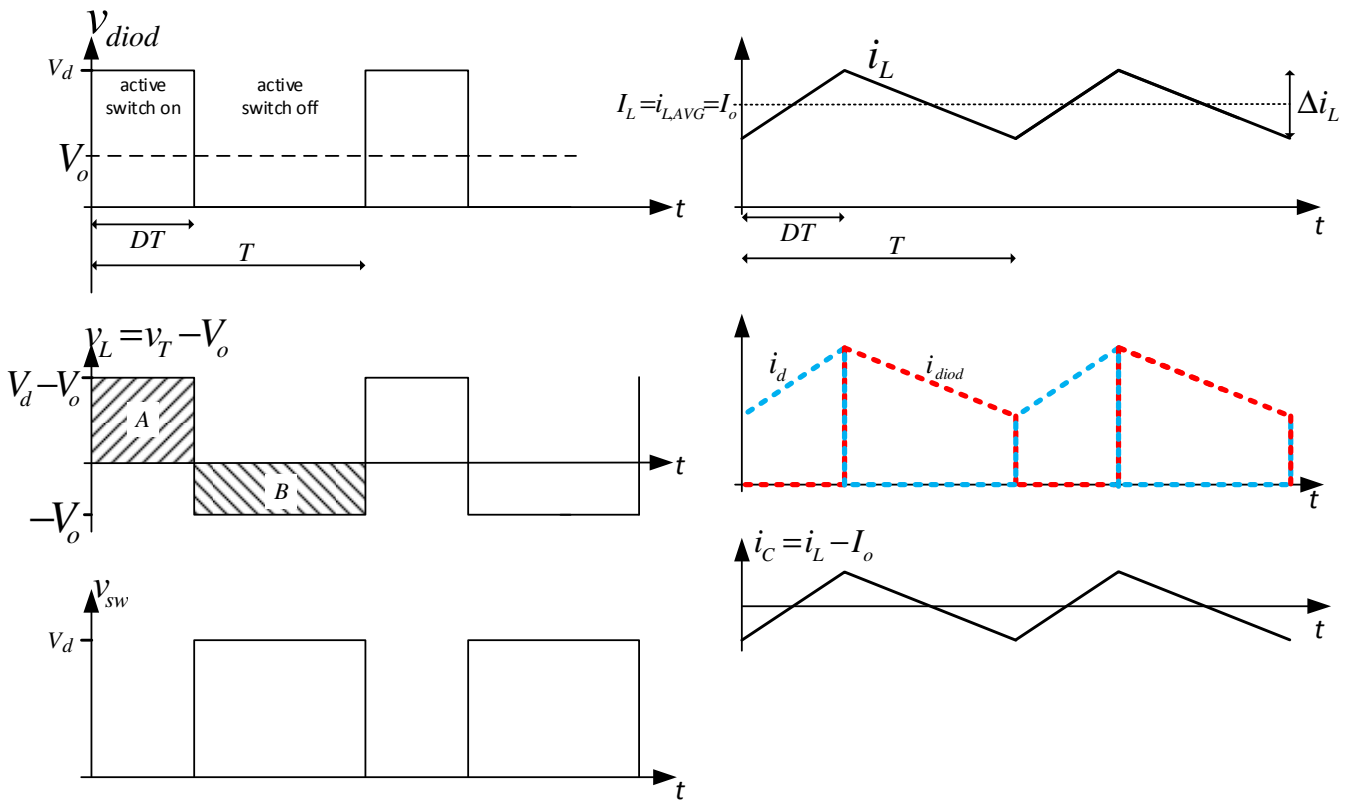 v_diod
V_d
active
switch on
active
switch off
V_o
t
DT
T
v_L = v_T − V_o
V_d − V_o
A
t
B
−V_o
v_sw
V_d
t
i_L
I_L = i_L,AVG = I_o
Δi_L
t
DT
T
i_d
i_diod
t
i_C = i_L − I_o
t